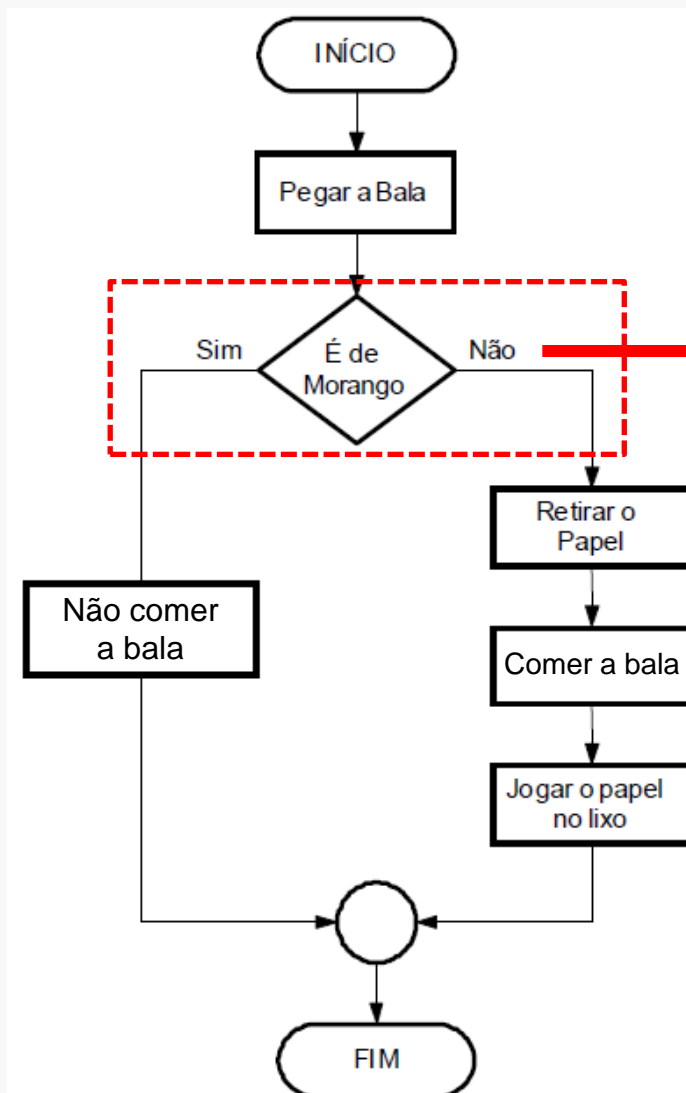 INÍCIO
Pegar a Bala
Sim
É de
Morango
Não
Retirar o
Papel
Não comer
a bala
Comer a bala
Jogar o papel
no lixo
FIM